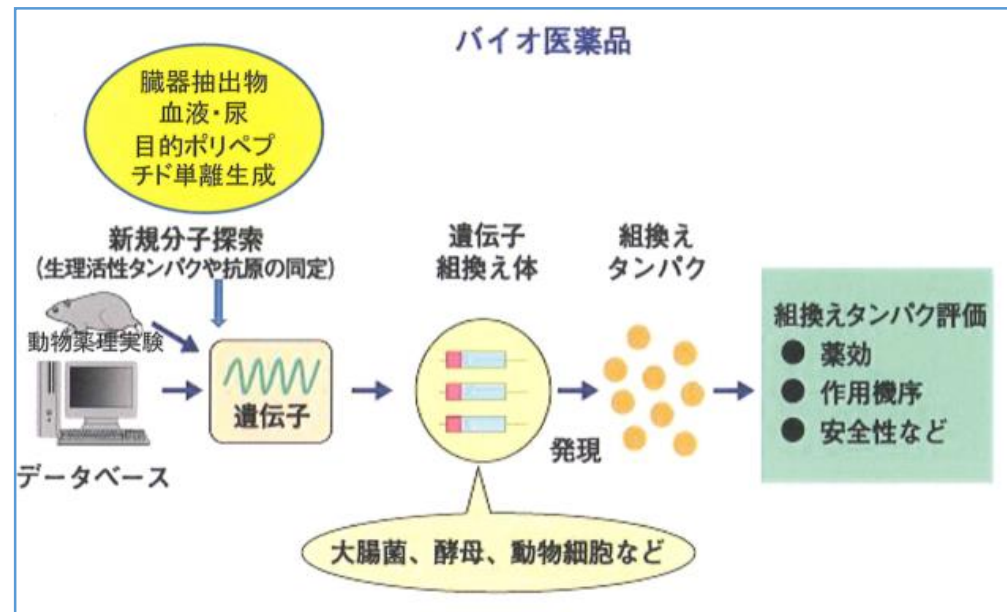 バイオ医薬品
臓器抽出物
血液・尿
目的ポリペプ
チド単離生成
新規分子探索
(生理活性タンパクや抗原の同定)
動物薬理実験
データベース
遺伝子
遺伝子
組換え体
発現
組換え
タンパク
大腸菌、酵母、動物細胞など
組換えタンパク評価
● 薬効
● 作用機序
● 安全性など